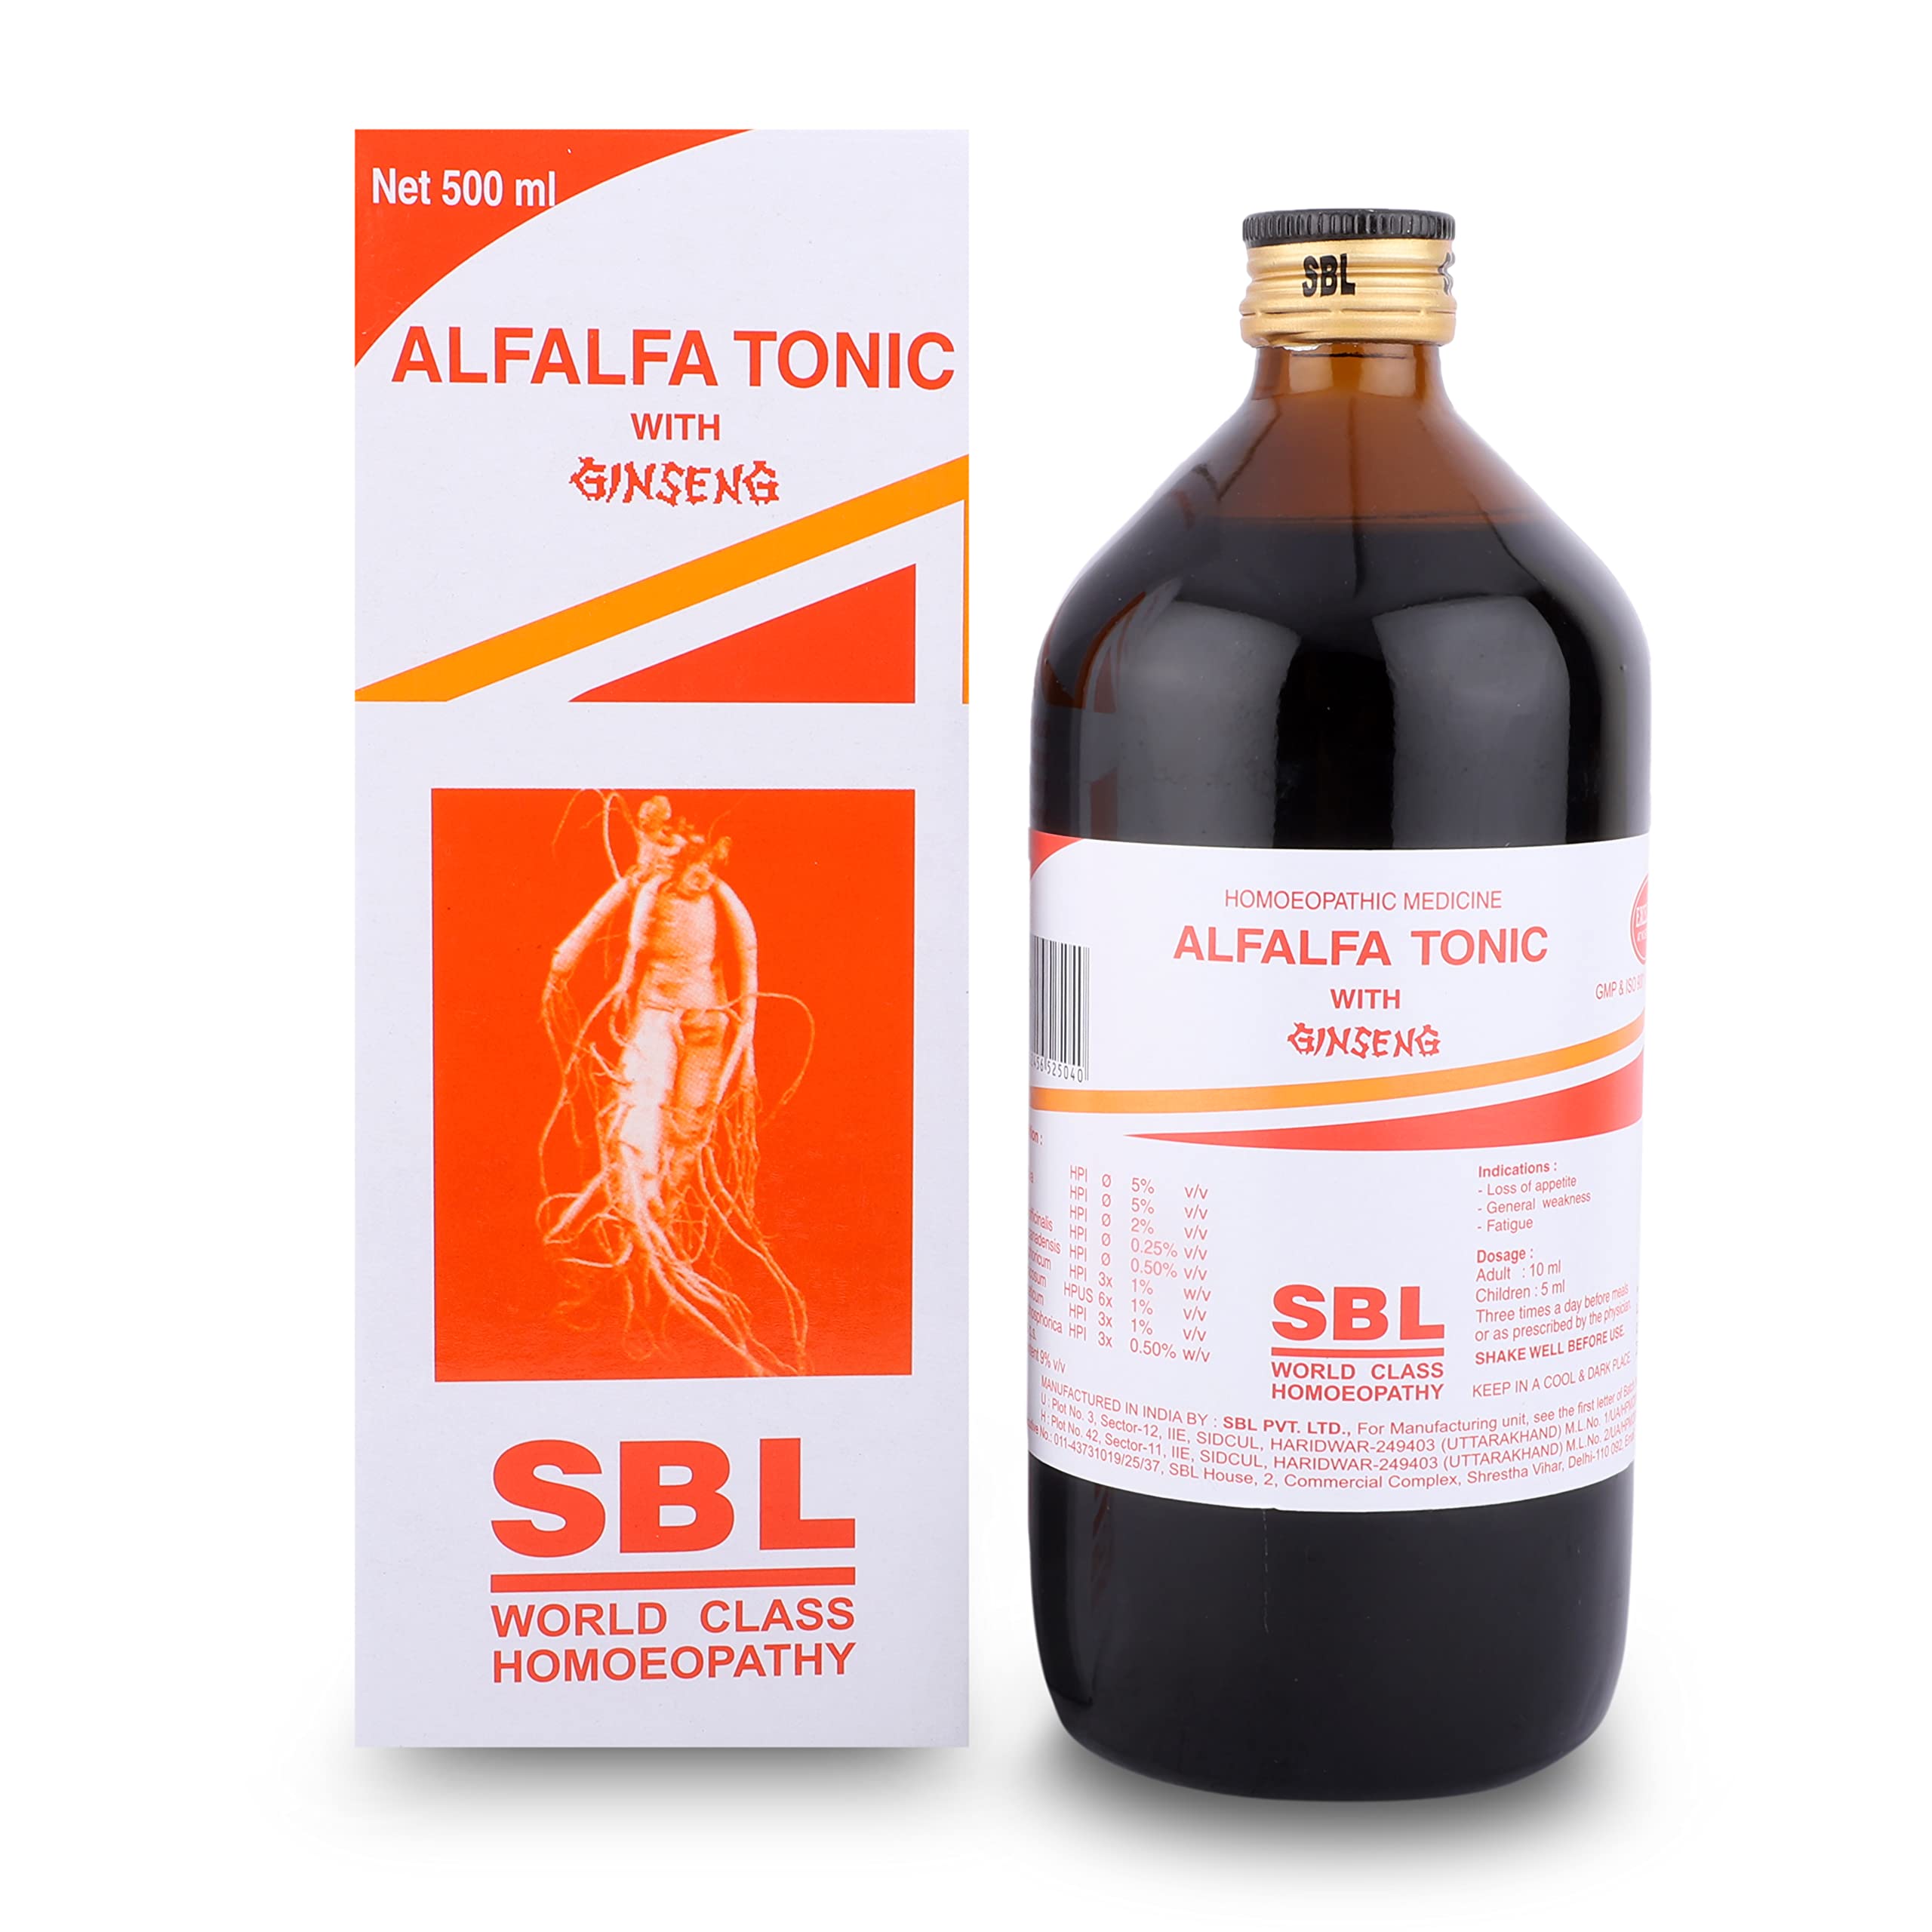 Net 500 ml
ALFALFA TONIC
WITH
GINSENG
SBL
WORLD CLASS
HOMOEOPATHY
SBL
HOMOEOPATHIC MEDICINE
ALFALFA TONIC
WITH
GINSENG
GMP & ISO
525040
HPI Ø 5% v/v
HPI Ø 5% v/v
HPI Ø 2% v/v
HPI Ø 0.25% v/v
HPI Ø 0.50% v/v
HPI 3x 1% w/v
HPUS 6x 1% v/v
HPI 3x 1% v/v
HPI 3x 0.50% w/v
9% v/v
Indications :
- Loss of appetite
- General weakness
- Fatigue
Dosage :
Adult : 10 ml
Children : 5 ml
Three times a day before meals
or as prescribed by the physician.
SHAKE WELL BEFORE USE.
KEEP IN A COOL & DARK PLACE
SBL
WORLD CLASS
HOMOEOPATHY
MANUFACTURED IN INDIA BY : SBL PVT. LTD., For Manufacturing unit, see the first letter of
U : Plot No. 3, Sector-12, IIE, SIDCUL, HARIDWAR-249403 (UTTARAKHAND) M.L.No.
H : Plot No. 42, Sector-11, IIE, SIDCUL, HARIDWAR-249403 (UTTARAKHAND) M.L.No.
No.: 011-43731019/25/37, SBL House, 2, Commercial Complex, Shrestha Vihar, Delhi-110 092.